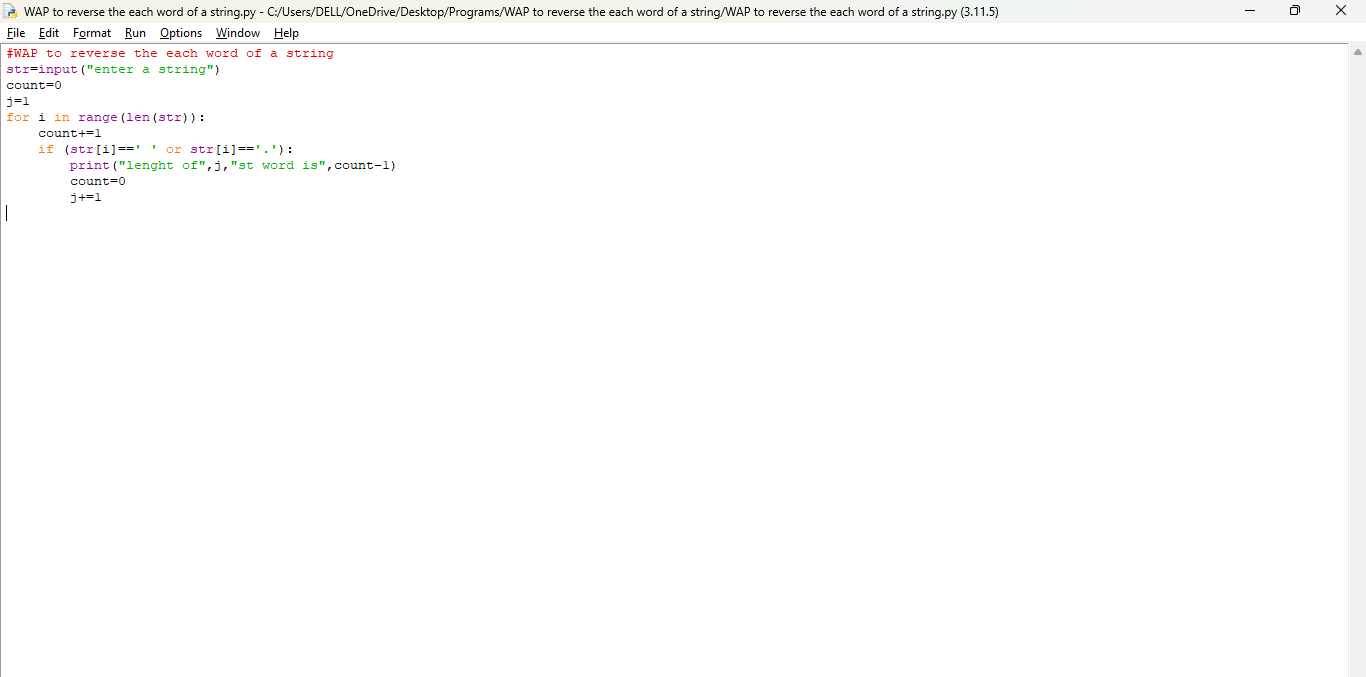 WAP to reverse the each word of a string.py - C:/Users/DELL/OneDrive/Desktop/Programs/WAP to reverse the each word of a string/WAP to reverse the each word of a string.py (3.11.5)
File Edit Format Run Options Window Help
#WAP to reverse the each word of a string
str=input("enter a string")
count=0
j=1
for i in range(len(str)):
    count+=1
    if (str[i]==' ' or str[i]=='.'):
        print("lenght of",j,"st word is",count-1)
        count=0
        j+=1